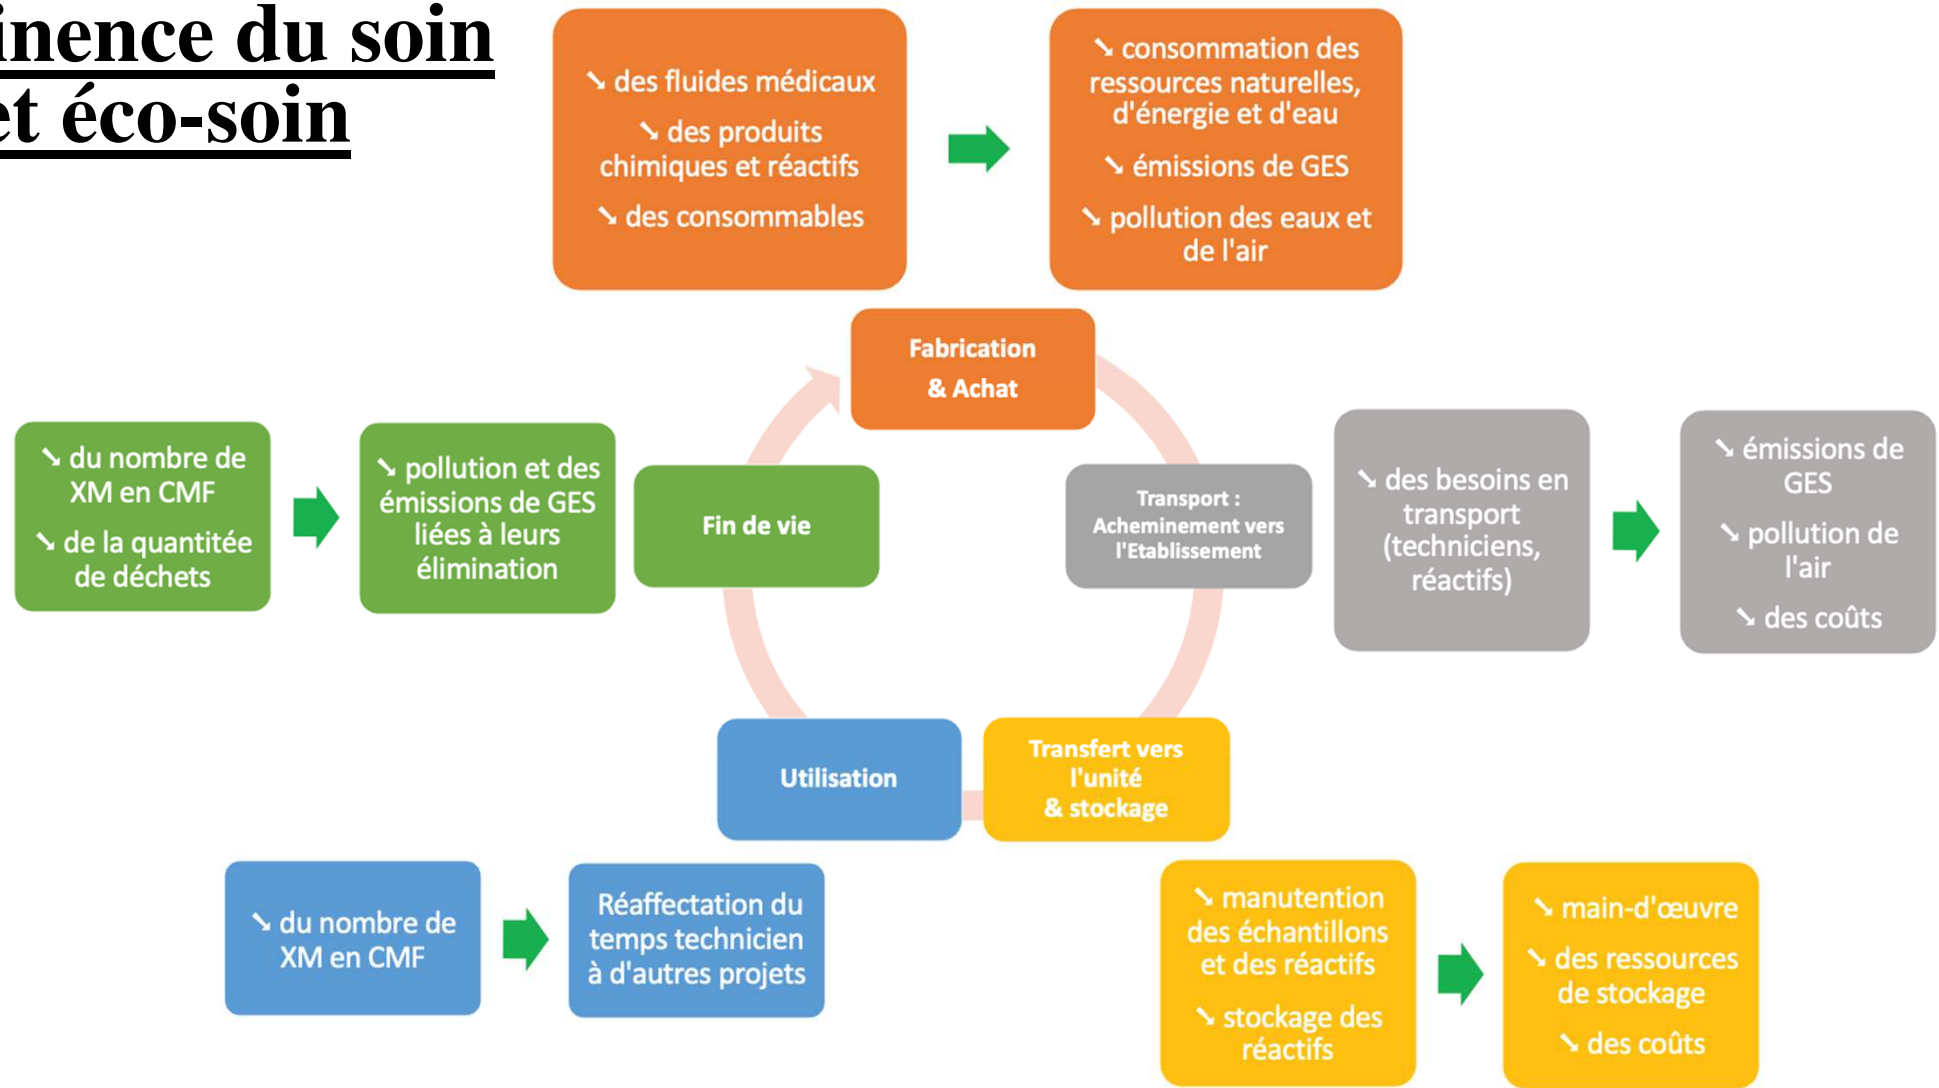 inence du soin
et éco-soin
➘ des fluides médicaux
➘ des produits
chimiques et réactifs
➘ des consommables
➘ consommation des
ressources naturelles,
d'énergie et d'eau
➘ émissions de GES
➘ pollution des eaux et
de l'air
Fabrication
& Achat
➘ du nombre de
XM en CMF
➘ de la quantitée
de déchets
➘ pollution et des
émissions de GES
liées à leurs
élimination
Fin de vie
Transport :
Acheminement vers
l'Etablissement
➘ des besoins en
transport
(techniciens,
réactifs)
➘ émissions de
GES
➘ pollution de
l'air
➘ des coûts
Utilisation
Transfert vers
l'unité
& stockage
➘ du nombre de
XM en CMF
Réaffectation du
temps technicien
à d'autres projets
➘ manutention
des échantillons
et des réactifs
➘ stockage des
réactifs
➘ main-d'œuvre
➘ des ressources
de stockage
➘ des coûts